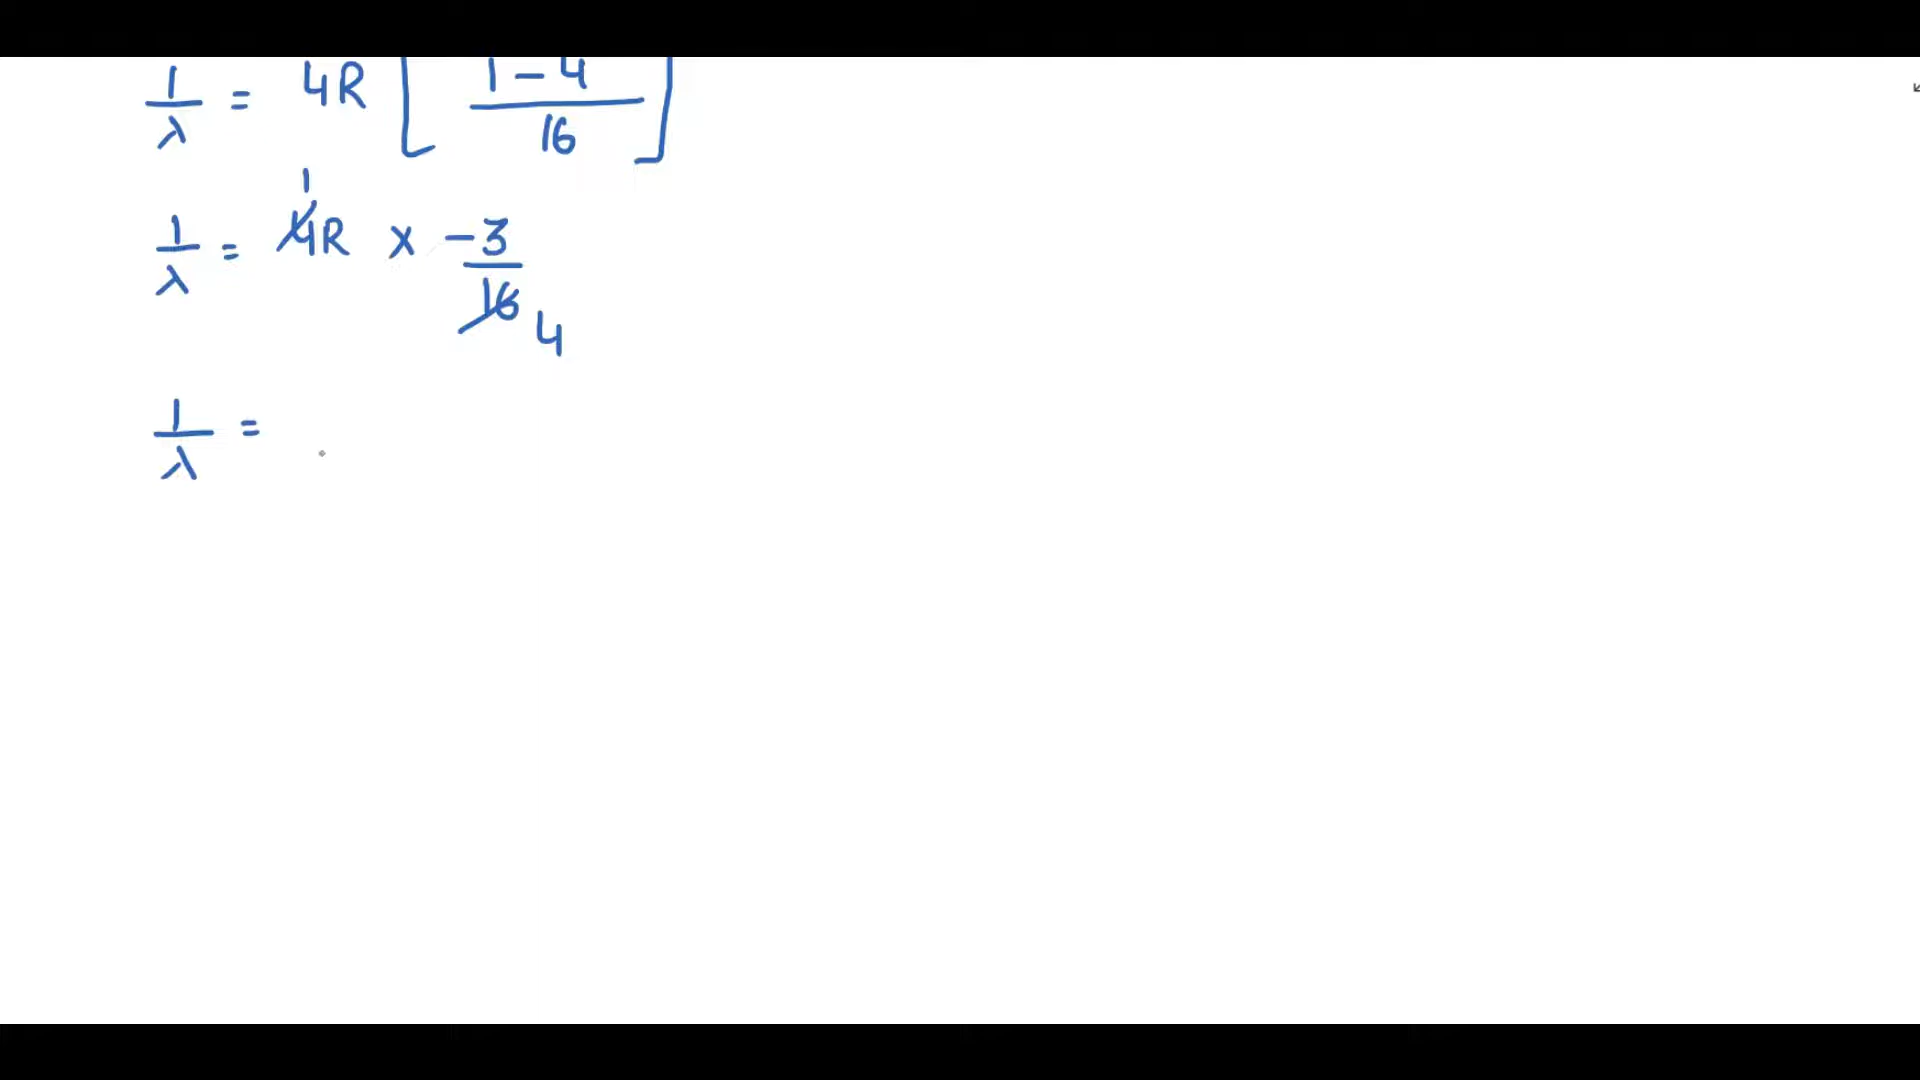 1/λ = 4R [ 1 - 4 / 16 ]
1
1/λ = 4R x -3/16
4
1/λ =